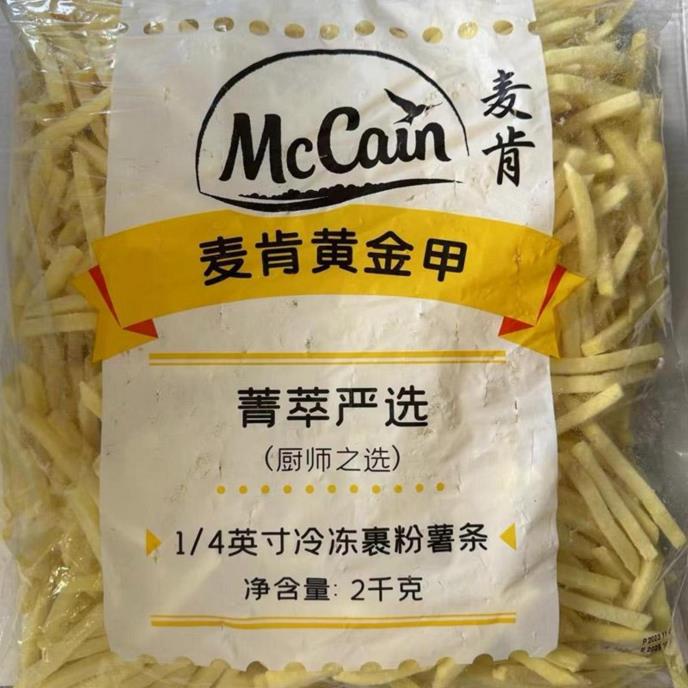 McCain
麦肯
麦肯黄金甲
菁萃严选
(厨师之选)
1/4英寸冷冻裹粉薯条
净含量: 2千克